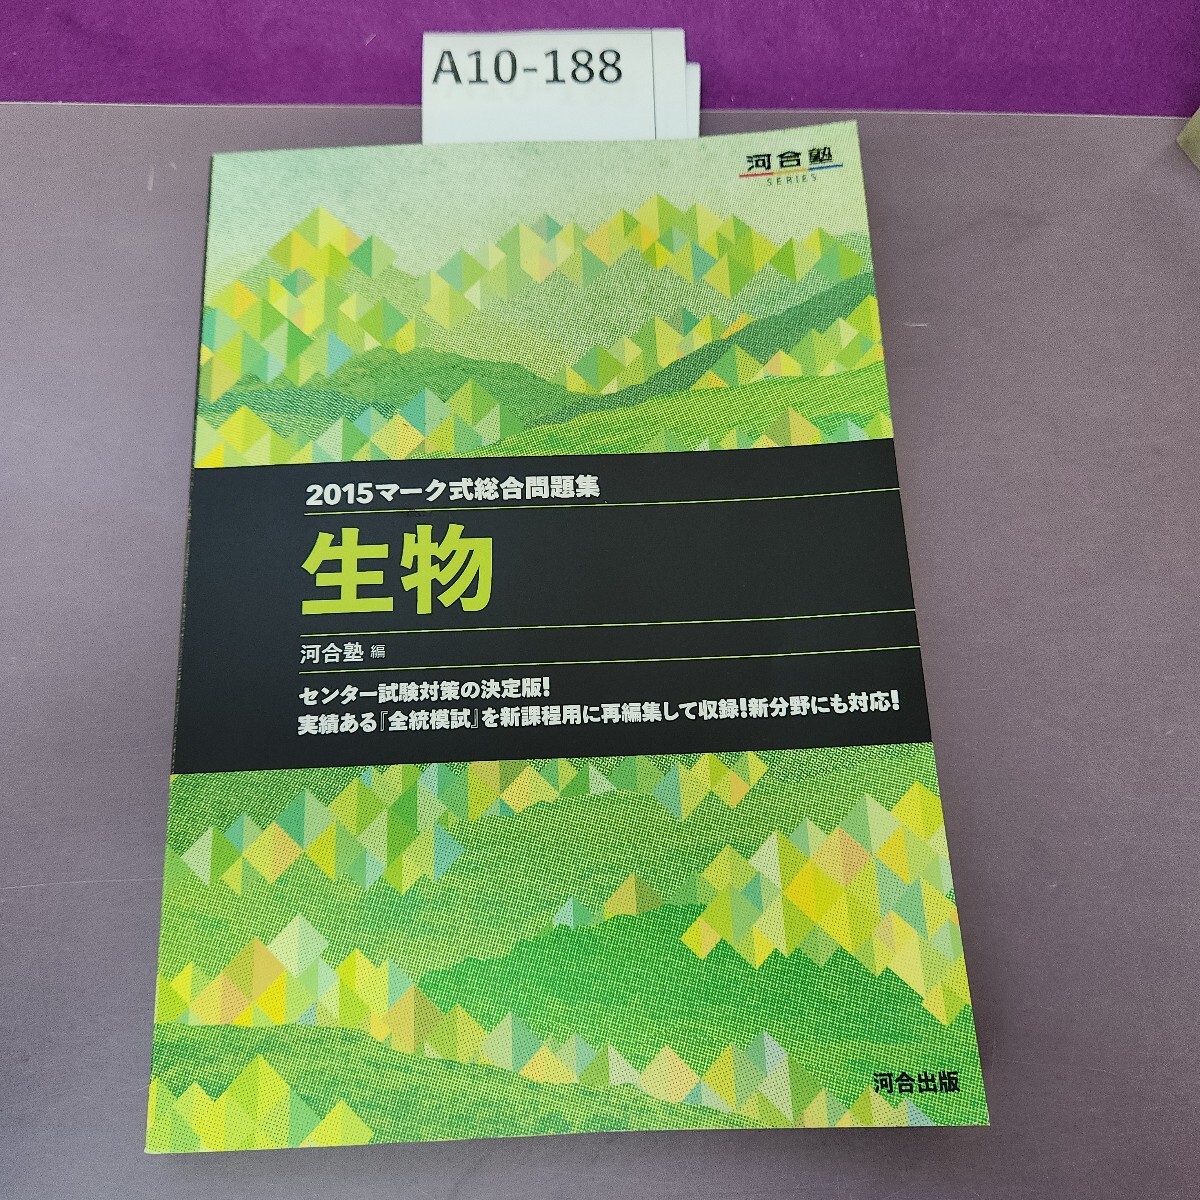 A10-188
河合塾
SERIES
2015マーク式総合問題集
生物
河合塾 編
センター試験対策の決定版!
実績ある『全統模試』を新課程用に再編集して収録!新分野にも対応!
河合出版